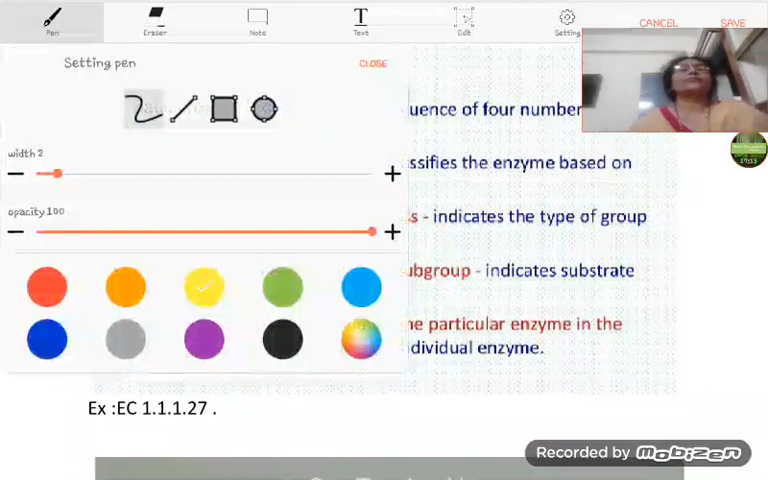 Pen
Eraser
Note
Text
Edit
Setting
CANCEL
SAVE
Setting pen
CLOSE
uence of four number
width 2
ssifies the enzyme based on
opacity 100
s - indicates the type of group
ubgroup - indicates substrate
ne particular enzyme in the
dividual enzyme.
Ex :EC 1.1.1.27 .
Recorded by mobizen